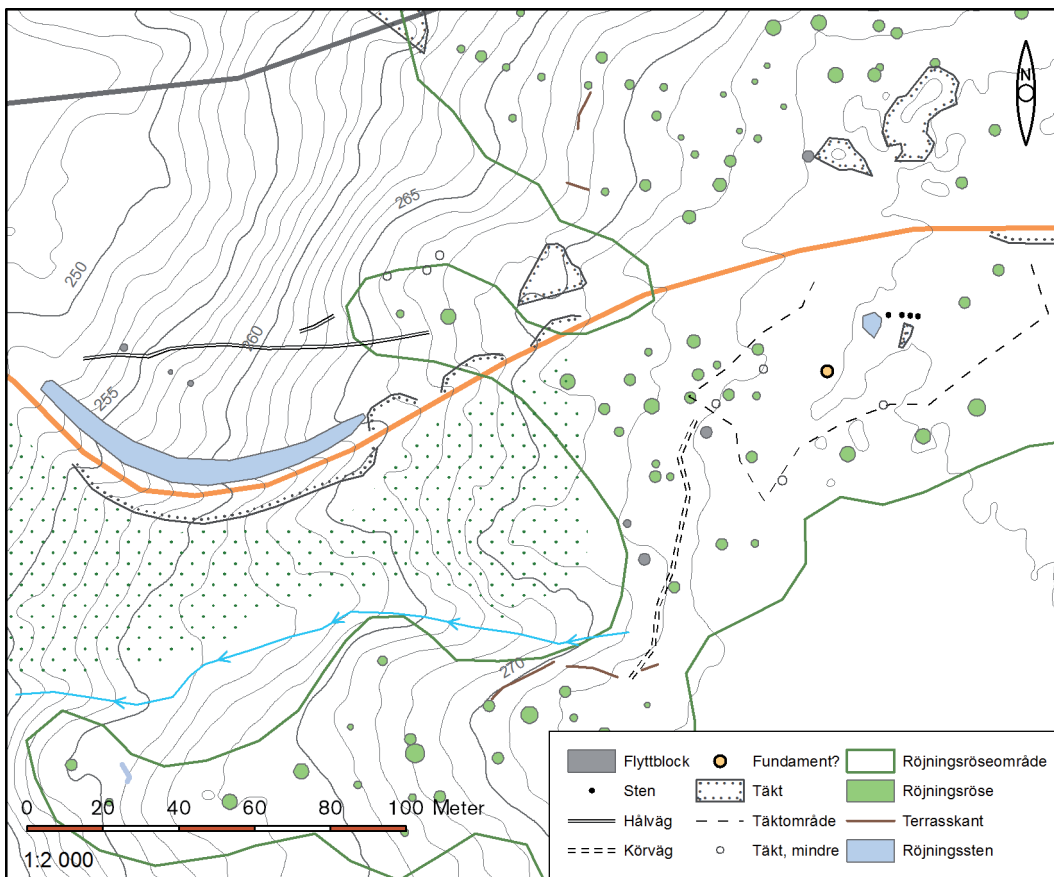 N
265
250
260
255
270
0 20 40 60 80 100 Meter
1:2 000
Flyttblock
Fundament?
Röjningsröseområde
Sten
Täkt
Röjningsröse
Hålväg
Täktområde
Terrasskant
Körväg
Täkt, mindre
Röjningssten